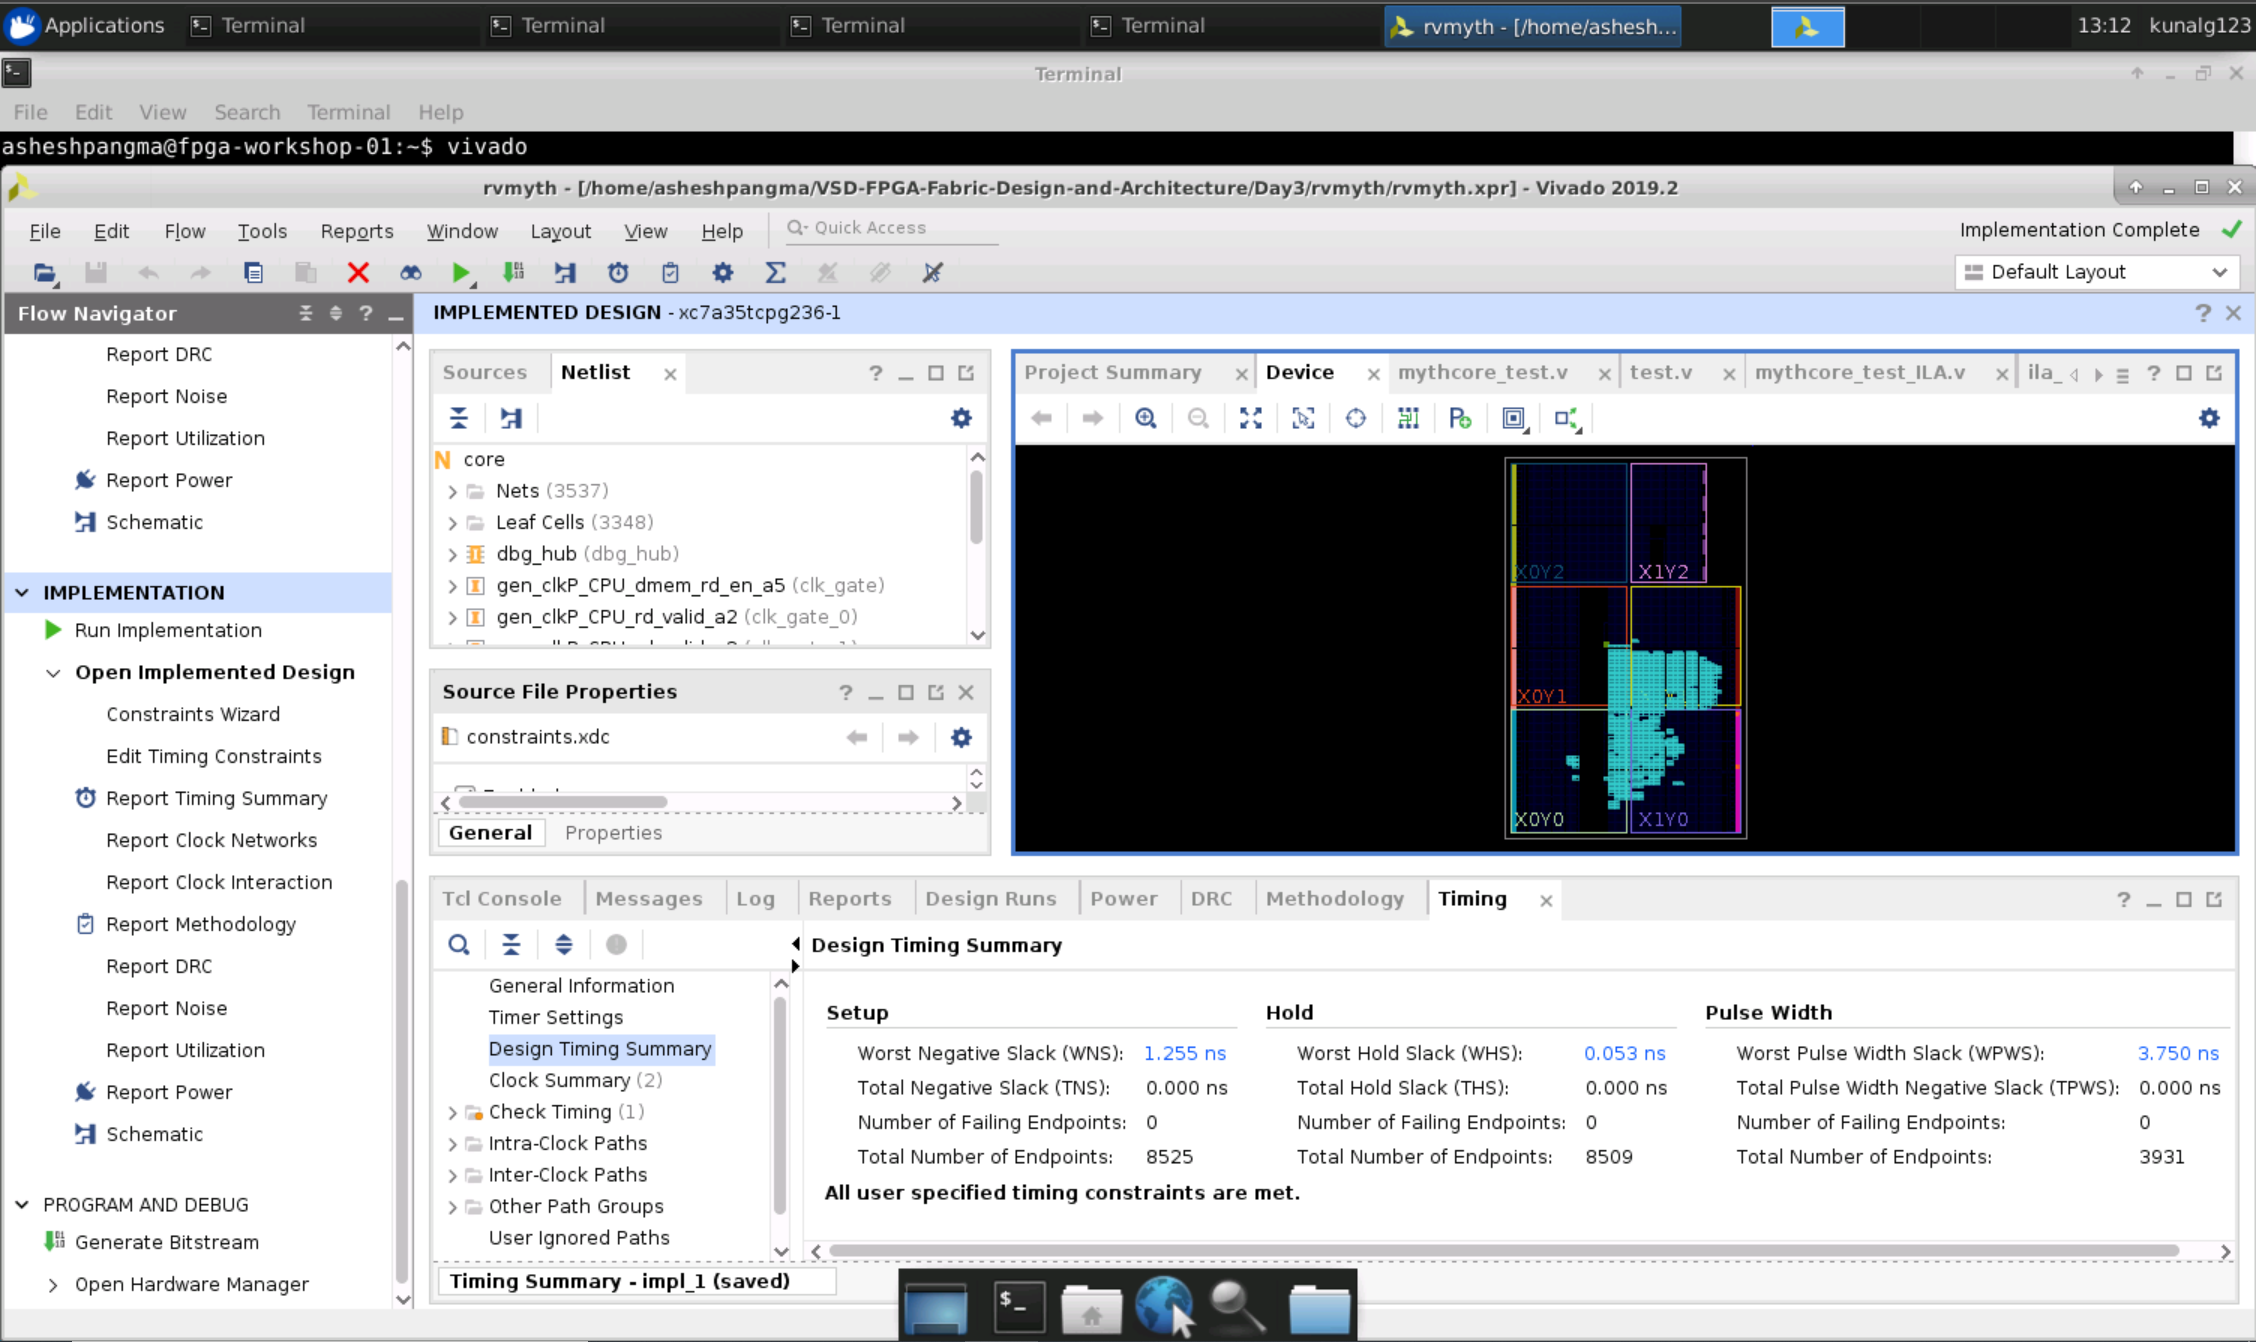 Applications Terminal Terminal Terminal Terminal rvmyth - [/home/ashesh... 13:12 kunalg123
Terminal
File Edit View Search Terminal Help
asheshpangma@fpga-workshop-01:~$ vivado
rvmyth - [/home/asheshpangma/VSD-FPGA-Fabric-Design-and-Architecture/Day3/rvmyth/rvmyth.xpr] - Vivado 2019.2
File Edit Flow Tools Reports Window Layout View Help Quick Access
Implementation Complete
Default Layout
Flow Navigator
Report DRC
Report Noise
Report Utilization
Report Power
Schematic
IMPLEMENTATION
Run Implementation
Open Implemented Design
Constraints Wizard
Edit Timing Constraints
Report Timing Summary
Report Clock Networks
Report Clock Interaction
Report Methodology
Report DRC
Report Noise
Report Utilization
Report Power
Schematic
PROGRAM AND DEBUG
Generate Bitstream
Open Hardware Manager
IMPLEMENTED DESIGN - xc7a35tcpg236-1
Sources Netlist
core
Nets (3537)
Leaf Cells (3348)
dbg_hub (dbg_hub)
gen_clkP_CPU_dmem_rd_en_a5 (clk_gate)
gen_clkP_CPU_rd_valid_a2 (clk_gate_0)
Source File Properties
constraints.xdc
General Properties
Project Summary Device mythcore_test.v test.v mythcore_test_ILA.v ila_
X0Y2 X1Y2
X0Y1
X0Y0 X1Y0
Tcl Console Messages Log Reports Design Runs Power DRC Methodology Timing
General Information
Timer Settings
Design Timing Summary
Clock Summary (2)
Check Timing (1)
Intra-Clock Paths
Inter-Clock Paths
Other Path Groups
User Ignored Paths
Timing Summary - impl_1 (saved)
Design Timing Summary
Setup Hold Pulse Width
Worst Negative Slack (WNS): 1.255 ns Worst Hold Slack (WHS): 0.053 ns Worst Pulse Width Slack (WPWS): 3.750 ns
Total Negative Slack (TNS): 0.000 ns Total Hold Slack (THS): 0.000 ns Total Pulse Width Negative Slack (TPWS): 0.000 ns
Number of Failing Endpoints: 0 Number of Failing Endpoints: 0 Number of Failing Endpoints: 0
Total Number of Endpoints: 8525 Total Number of Endpoints: 8509 Total Number of Endpoints: 3931
All user specified timing constraints are met.